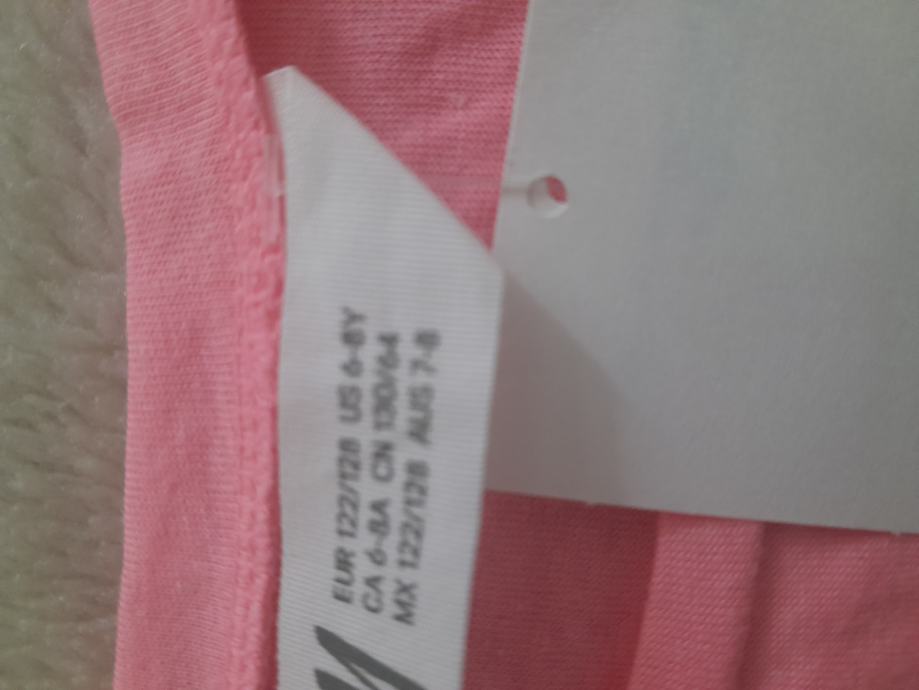 EUR 122/128 US 6-8Y
CA 6-8A CN 130/64
MX 122/128 AUS 7-8